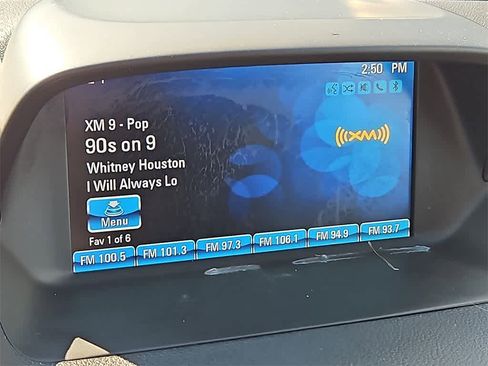 2:50 PM
XM 9 - Pop
90s on 9
Whitney Houston
I Will Always Lo
((XM))
Menu
Fav 1 of 6
FM 100.5 FM 101.3 FM 97.3 FM 106.1 FM 94.9 FM 93.7